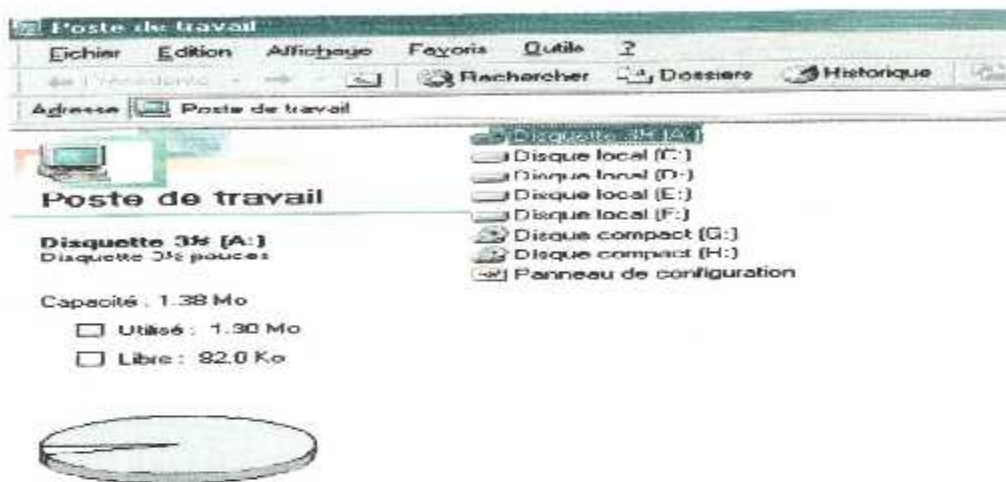 Poste de travail
Eichier Edition Affichage Favoris Outils ?
Précédente Rechercher Dossiers Historique
Adresse Poste de travail
Disquette 3½ (A:)
Disque local (C:)
Disque local (D:)
Disque local (E:)
Disque local (F:)
Disque compact (G:)
Disque compact (H:)
Panneau de configuration
Poste de travail
Disquette 3½ (A:)
Disquette 3½ pouces
Capacité : 1.38 Mo
Utilisé : 1.30 Mo
Libre : 82.0 Ko